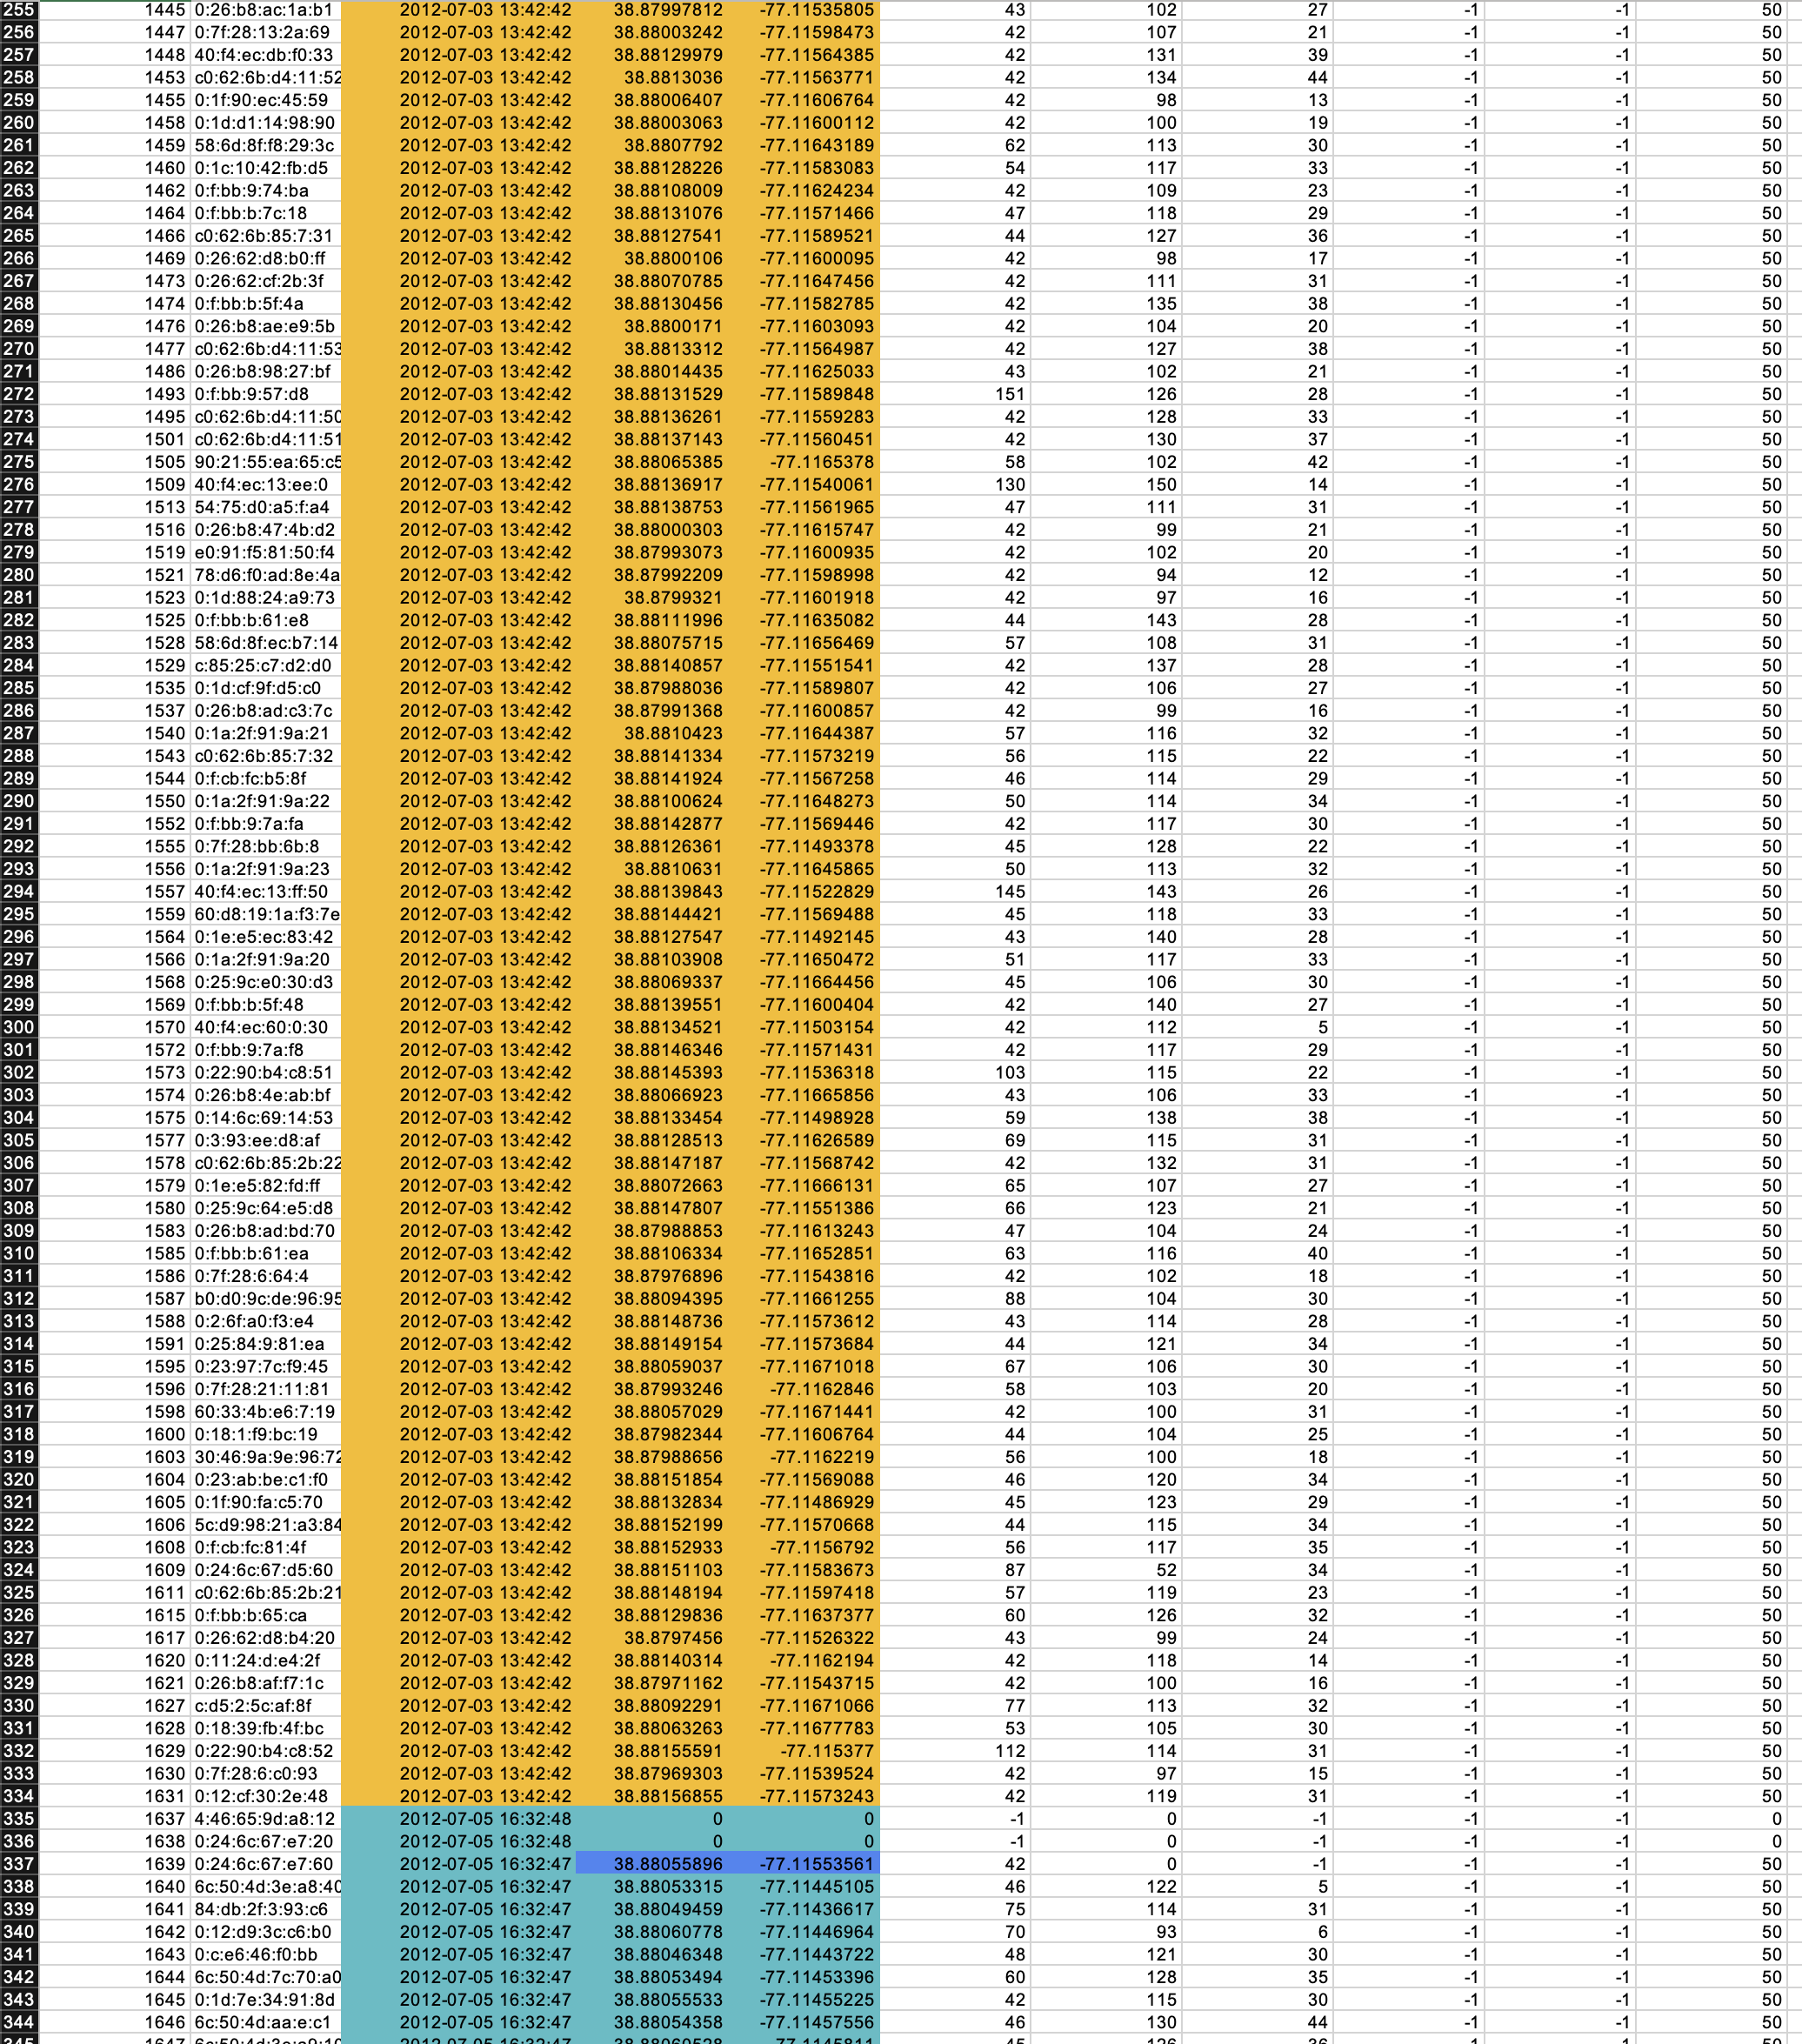 255 1445 0:26:b8:ac:1a:b1 2012-07-03 13:42:42 38.87997812 -77.11535805 43 102 27 -1 -1 50
256 1447 0:7f:28:13:2a:69 2012-07-03 13:42:42 38.88003242 -77.11598473 42 107 21 -1 -1 50
257 1448 40:f4:ec:db:f0:33 2012-07-03 13:42:42 38.88129979 -77.11564385 42 131 39 -1 -1 50
258 1453 c0:62:6b:d4:11:52 2012-07-03 13:42:42 38.8813036 -77.11563771 42 134 44 -1 -1 50
259 1455 0:1f:90:ec:45:59 2012-07-03 13:42:42 38.88006407 -77.11606764 42 98 13 -1 -1 50
260 1458 0:1d:d1:14:98:90 2012-07-03 13:42:42 38.88003063 -77.11600112 42 100 19 -1 -1 50
261 1459 58:6d:8f:f8:29:3c 2012-07-03 13:42:42 38.8807792 -77.11643189 62 113 30 -1 -1 50
262 1460 0:1c:10:42:fb:d5 2012-07-03 13:42:42 38.88128226 -77.11583083 54 117 33 -1 -1 50
263 1462 0:f:bb:9:74:ba 2012-07-03 13:42:42 38.88108009 -77.11624234 42 109 23 -1 -1 50
264 1464 0:f:bb:b:7c:18 2012-07-03 13:42:42 38.88131076 -77.11571466 47 118 29 -1 -1 50
265 1466 c0:62:6b:85:7:31 2012-07-03 13:42:42 38.88127541 -77.11589521 44 127 36 -1 -1 50
266 1469 0:26:62:d8:b0:ff 2012-07-03 13:42:42 38.8800106 -77.11600095 42 98 17 -1 -1 50
267 1473 0:26:62:cf:2b:3f 2012-07-03 13:42:42 38.88070785 -77.11647456 42 111 31 -1 -1 50
268 1474 0:f:bb:b:5f:4a 2012-07-03 13:42:42 38.88130456 -77.11582785 42 135 38 -1 -1 50
269 1476 0:26:b8:ae:e9:5b 2012-07-03 13:42:42 38.8800171 -77.11603093 42 104 20 -1 -1 50
270 1477 c0:62:6b:d4:11:53 2012-07-03 13:42:42 38.8813312 -77.11564987 42 127 38 -1 -1 50
271 1486 0:26:b8:98:27:bf 2012-07-03 13:42:42 38.88014435 -77.11625033 43 102 21 -1 -1 50
272 1493 0:f:bb:9:57:d8 2012-07-03 13:42:42 38.88131529 -77.11589848 151 126 28 -1 -1 50
273 1495 c0:62:6b:d4:11:50 2012-07-03 13:42:42 38.88136261 -77.11559283 42 128 33 -1 -1 50
274 1501 c0:62:6b:d4:11:51 2012-07-03 13:42:42 38.88137143 -77.11560451 42 130 37 -1 -1 50
275 1505 90:21:55:ea:65:c5 2012-07-03 13:42:42 38.88065385 -77.1165378 58 102 42 -1 -1 50
276 1509 40:f4:ec:13:ee:0 2012-07-03 13:42:42 38.88136917 -77.11540061 130 150 14 -1 -1 50
277 1513 54:75:d0:a5:f:a4 2012-07-03 13:42:42 38.88138753 -77.11561965 47 111 31 -1 -1 50
278 1516 0:26:b8:47:4b:d2 2012-07-03 13:42:42 38.88000303 -77.11615747 42 99 21 -1 -1 50
279 1519 e0:91:f5:81:50:f4 2012-07-03 13:42:42 38.87993073 -77.11600935 42 102 20 -1 -1 50
280 1521 78:d6:f0:ad:8e:4a 2012-07-03 13:42:42 38.87992209 -77.11598998 42 94 12 -1 -1 50
281 1523 0:1d:88:24:a9:73 2012-07-03 13:42:42 38.8799321 -77.11601918 42 97 16 -1 -1 50
282 1525 0:f:bb:b:61:e8 2012-07-03 13:42:42 38.88111996 -77.11635082 44 143 28 -1 -1 50
283 1528 58:6d:8f:ec:b7:14 2012-07-03 13:42:42 38.88075715 -77.11656469 57 108 31 -1 -1 50
284 1529 c:85:25:c7:d2:d0 2012-07-03 13:42:42 38.88140857 -77.11551541 42 137 28 -1 -1 50
285 1535 0:1d:cf:9f:d5:c0 2012-07-03 13:42:42 38.87988036 -77.11589807 42 106 27 -1 -1 50
286 1537 0:26:b8:ad:c3:7c 2012-07-03 13:42:42 38.87991368 -77.11600857 42 99 16 -1 -1 50
287 1540 0:1a:2f:91:9a:21 2012-07-03 13:42:42 38.8810423 -77.11644387 57 116 32 -1 -1 50
288 1543 c0:62:6b:85:7:32 2012-07-03 13:42:42 38.88141334 -77.11573219 56 115 22 -1 -1 50
289 1544 0:f:cb:fc:b5:8f 2012-07-03 13:42:42 38.88141924 -77.11567258 46 114 29 -1 -1 50
290 1550 0:1a:2f:91:9a:22 2012-07-03 13:42:42 38.88100624 -77.11648273 50 114 34 -1 -1 50
291 1552 0:f:bb:9:7a:fa 2012-07-03 13:42:42 38.88142877 -77.11569446 42 117 30 -1 -1 50
292 1555 0:7f:28:bb:6b:8 2012-07-03 13:42:42 38.88126361 -77.11493378 45 128 22 -1 -1 50
293 1556 0:1a:2f:91:9a:23 2012-07-03 13:42:42 38.8810631 -77.11645865 50 113 32 -1 -1 50
294 1557 40:f4:ec:13:ff:50 2012-07-03 13:42:42 38.88139843 -77.11522829 145 143 26 -1 -1 50
295 1559 60:d8:19:1a:f3:7e 2012-07-03 13:42:42 38.88144421 -77.11569488 45 118 33 -1 -1 50
296 1564 0:1e:e5:ec:83:42 2012-07-03 13:42:42 38.88127547 -77.11492145 43 140 28 -1 -1 50
297 1566 0:1a:2f:91:9a:20 2012-07-03 13:42:42 38.88103908 -77.11650472 51 117 33 -1 -1 50
298 1568 0:25:9c:e0:30:d3 2012-07-03 13:42:42 38.88069337 -77.11664456 45 106 30 -1 -1 50
299 1569 0:f:bb:b:5f:48 2012-07-03 13:42:42 38.88139551 -77.11600404 42 140 27 -1 -1 50
300 1570 40:f4:ec:60:0:30 2012-07-03 13:42:42 38.88134521 -77.11503154 42 112 5 -1 -1 50
301 1572 0:f:bb:9:7a:f8 2012-07-03 13:42:42 38.88146346 -77.11571431 42 117 29 -1 -1 50
302 1573 0:22:90:b4:c8:51 2012-07-03 13:42:42 38.88145393 -77.11536318 103 115 22 -1 -1 50
303 1574 0:26:b8:4e:ab:bf 2012-07-03 13:42:42 38.88066923 -77.11665856 43 106 33 -1 -1 50
304 1575 0:14:6c:69:14:53 2012-07-03 13:42:42 38.88133454 -77.11498928 59 138 38 -1 -1 50
305 1577 0:3:93:ee:d8:af 2012-07-03 13:42:42 38.88128513 -77.11626589 69 115 31 -1 -1 50
306 1578 c0:62:6b:85:2b:22 2012-07-03 13:42:42 38.88147187 -77.11568742 42 132 31 -1 -1 50
307 1579 0:1e:e5:82:fd:ff 2012-07-03 13:42:42 38.88072663 -77.11666131 65 107 27 -1 -1 50
308 1580 0:25:9c:64:e5:d8 2012-07-03 13:42:42 38.88147807 -77.11551386 66 123 21 -1 -1 50
309 1583 0:26:b8:ad:bd:70 2012-07-03 13:42:42 38.87988853 -77.11613243 47 104 24 -1 -1 50
310 1585 0:f:bb:b:61:ea 2012-07-03 13:42:42 38.88106334 -77.11652851 63 116 40 -1 -1 50
311 1586 0:7f:28:6:64:4 2012-07-03 13:42:42 38.87976896 -77.11543816 42 102 18 -1 -1 50
312 1587 b0:d0:9c:de:96:95 2012-07-03 13:42:42 38.88094395 -77.11661255 88 104 30 -1 -1 50
313 1588 0:2:6f:a0:f3:e4 2012-07-03 13:42:42 38.88148736 -77.11573612 43 114 28 -1 -1 50
314 1591 0:25:84:9:81:ea 2012-07-03 13:42:42 38.88149154 -77.11573684 44 121 34 -1 -1 50
315 1595 0:23:97:7c:f9:45 2012-07-03 13:42:42 38.88059037 -77.11671018 67 106 30 -1 -1 50
316 1596 0:7f:28:21:11:81 2012-07-03 13:42:42 38.87993246 -77.1162846 58 103 20 -1 -1 50
317 1598 60:33:4b:e6:7:19 2012-07-03 13:42:42 38.88057029 -77.11671441 42 100 31 -1 -1 50
318 1600 0:18:1:f9:bc:19 2012-07-03 13:42:42 38.87982344 -77.11606764 44 104 25 -1 -1 50
319 1603 30:46:9a:9e:96:72 2012-07-03 13:42:42 38.87988656 -77.1162219 56 100 18 -1 -1 50
320 1604 0:23:ab:be:c1:f0 2012-07-03 13:42:42 38.88151854 -77.11569088 46 120 34 -1 -1 50
321 1605 0:1f:90:fa:c5:70 2012-07-03 13:42:42 38.88132834 -77.11486929 45 123 29 -1 -1 50
322 1606 5c:d9:98:21:a3:84 2012-07-03 13:42:42 38.88152199 -77.11570668 44 115 34 -1 -1 50
323 1608 0:f:cb:fc:81:4f 2012-07-03 13:42:42 38.88152933 -77.1156792 56 117 35 -1 -1 50
324 1609 0:24:6c:67:d5:60 2012-07-03 13:42:42 38.88151103 -77.11583673 87 52 34 -1 -1 50
325 1611 c0:62:6b:85:2b:21 2012-07-03 13:42:42 38.88148194 -77.11597418 57 119 23 -1 -1 50
326 1615 0:f:bb:b:65:ca 2012-07-03 13:42:42 38.88129836 -77.11637377 60 126 32 -1 -1 50
327 1617 0:26:62:d8:b4:20 2012-07-03 13:42:42 38.8797456 -77.11526322 43 99 24 -1 -1 50
328 1620 0:11:24:d:e4:2f 2012-07-03 13:42:42 38.88140314 -77.1162194 42 118 14 -1 -1 50
329 1621 0:26:b8:af:f7:1c 2012-07-03 13:42:42 38.87971162 -77.11543715 42 100 16 -1 -1 50
330 1627 c:d5:2:5c:af:8f 2012-07-03 13:42:42 38.88092291 -77.11671066 77 113 32 -1 -1 50
331 1628 0:18:39:fb:4f:bc 2012-07-03 13:42:42 38.88063263 -77.11677783 53 105 30 -1 -1 50
332 1629 0:22:90:b4:c8:52 2012-07-03 13:42:42 38.88155591 -77.115377 112 114 31 -1 -1 50
333 1630 0:7f:28:6:c0:93 2012-07-03 13:42:42 38.87969303 -77.11539524 42 97 15 -1 -1 50
334 1631 0:12:cf:30:2e:48 2012-07-03 13:42:42 38.88156855 -77.11573243 42 119 31 -1 -1 50
335 1637 4:46:65:9d:a8:12 2012-07-05 16:32:48 0 0 -1 0 -1 -1 -1 0
336 1638 0:24:6c:67:e7:20 2012-07-05 16:32:48 0 0 -1 0 -1 -1 -1 0
337 1639 0:24:6c:67:e7:60 2012-07-05 16:32:47 38.88055896 -77.11553561 42 0 -1 -1 -1 50
338 1640 6c:50:4d:3e:a8:40 2012-07-05 16:32:47 38.88053315 -77.11445105 46 122 5 -1 -1 50
339 1641 84:db:2f:3:93:c6 2012-07-05 16:32:47 38.88049459 -77.11436617 75 114 31 -1 -1 50
340 1642 0:12:d9:3c:c6:b0 2012-07-05 16:32:47 38.88060778 -77.11446964 70 93 6 -1 -1 50
341 1643 0:c:e6:46:f0:bb 2012-07-05 16:32:47 38.88046348 -77.11443722 48 121 30 -1 -1 50
342 1644 6c:50:4d:7c:70:a0 2012-07-05 16:32:47 38.88053494 -77.11453396 60 128 35 -1 -1 50
343 1645 0:1d:7e:34:91:8d 2012-07-05 16:32:47 38.88055533 -77.11455225 42 115 30 -1 -1 50
344 1646 6c:50:4d:aa:e:c1 2012-07-05 16:32:47 38.88054358 -77.11457556 46 130 44 -1 -1 50